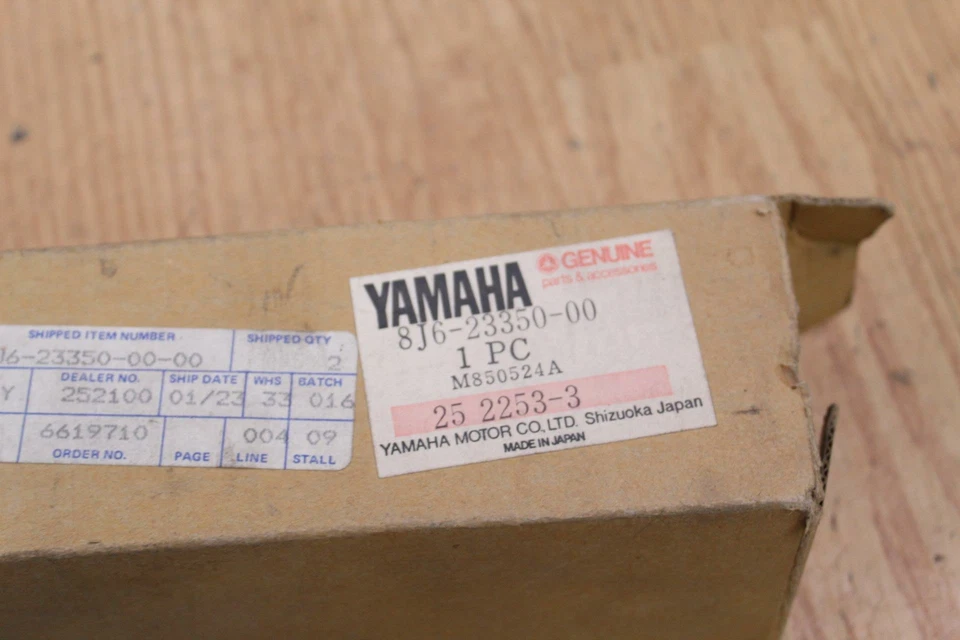 SHIPPED ITEM NUMBER SHIPPED QTY
J6-23350-00-00 2
DEALER NO. SHIP DATE WHS BATCH
Y 252100 01/23 33 016
6619710 004 09
ORDER NO. PAGE LINE STALL
YAMAHA GENUINE
parts & accessories
8J6-23350-00
1 PC
M850524A
25 2253-3
YAMAHA MOTOR CO., LTD. Shizuoka Japan
MADE IN JAPAN